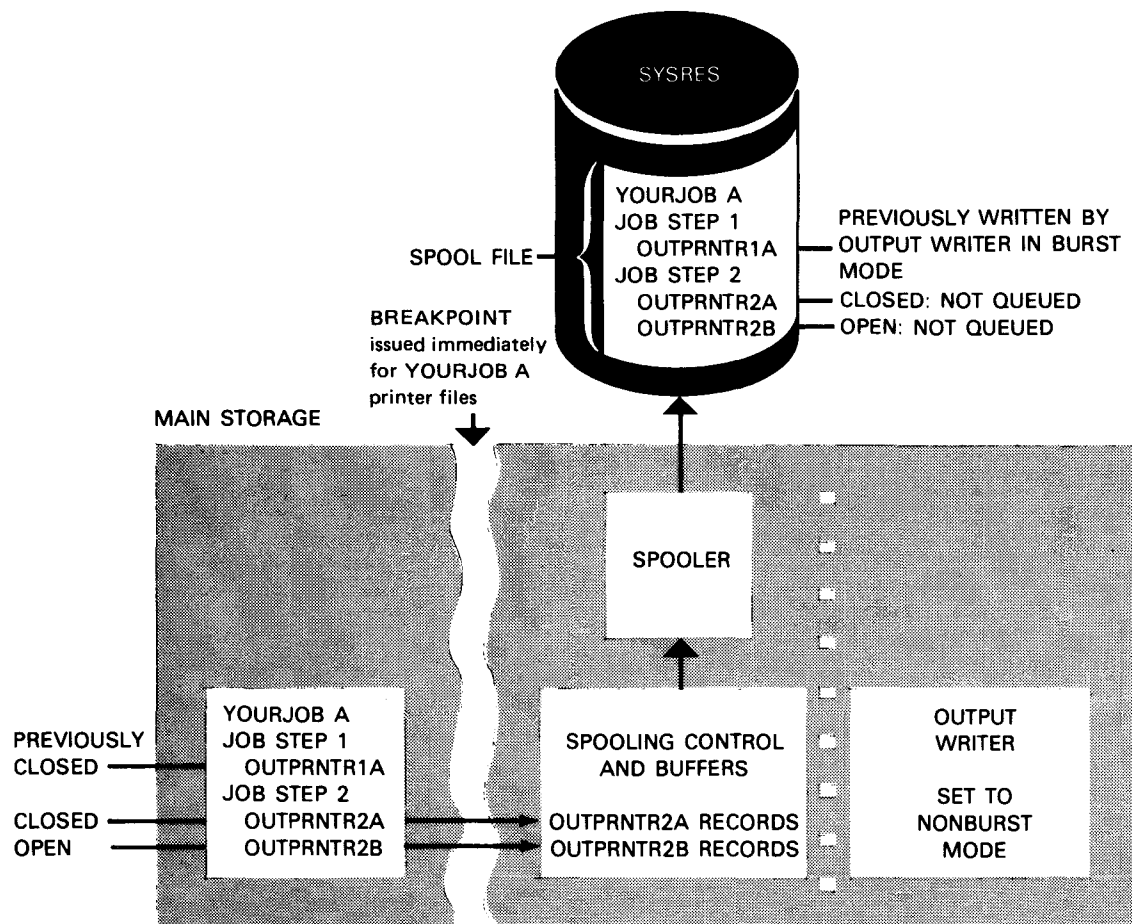 SYSRES
YOURJOB A
JOB STEP 1
OUTPRNTR1A
JOB STEP 2
OUTPRNTR2A
OUTPRNTR2B
PREVIOUSLY WRITTEN BY
OUTPUT WRITER IN BURST
MODE
CLOSED: NOT QUEUED
OPEN: NOT QUEUED
SPOOL FILE
BREAKPOINT
issued immediately
for YOURJOB A
printer files
MAIN STORAGE
SPOOLER
PREVIOUSLY
CLOSED
CLOSED
OPEN
YOURJOB A
JOB STEP 1
OUTPRNTR1A
JOB STEP 2
OUTPRNTR2A
OUTPRNTR2B
SPOOLING CONTROL
AND BUFFERS
OUTPRNTR2A RECORDS
OUTPRNTR2B RECORDS
OUTPUT
WRITER
SET TO
NONBURST
MODE